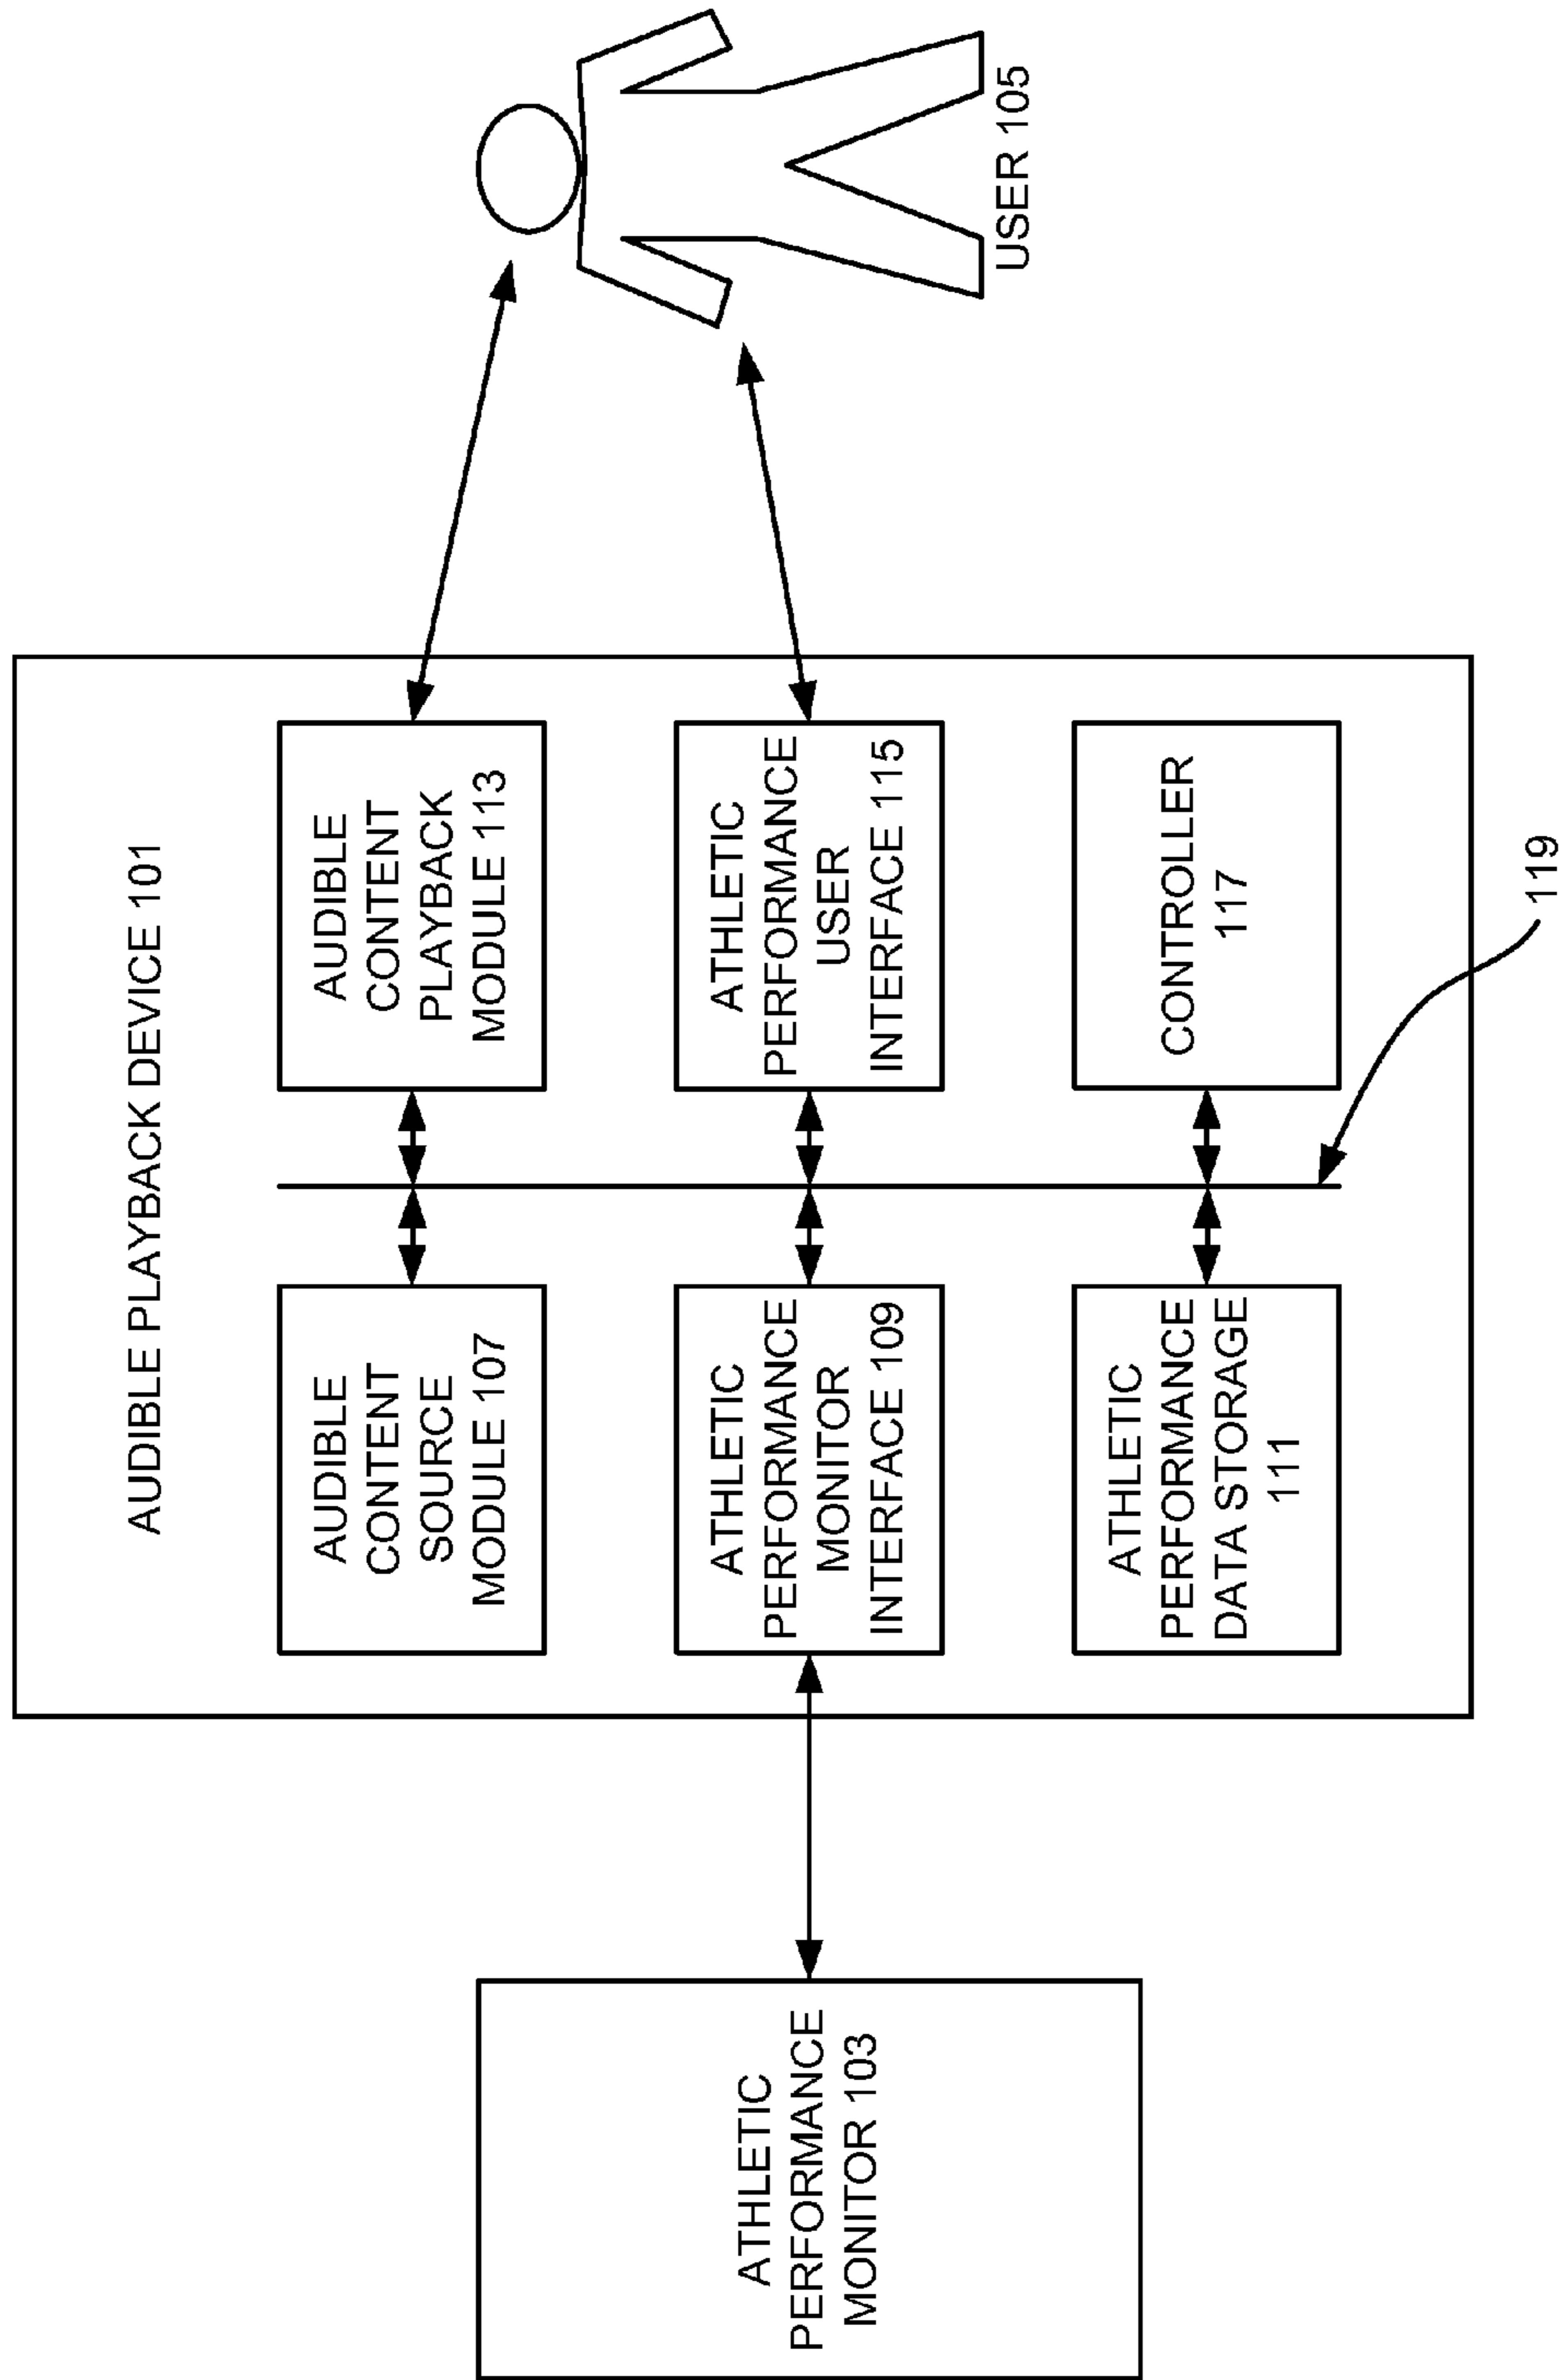 AUDIBLE PLAYBACK DEVICE 101
ATHLETIC
PERFORMANCE
MONITOR 103
AUDIBLE
CONTENT
SOURCE
MODULE 107
AUDIBLE
CONTENT
PLAYBACK
MODULE 113
ATHLETIC
PERFORMANCE
MONITOR
INTERFACE 109
ATHLETIC
PERFORMANCE
USER
INTERFACE 115
ATHLETIC
PERFORMANCE
DATA STORAGE
111
CONTROLLER
117
USER 105
119